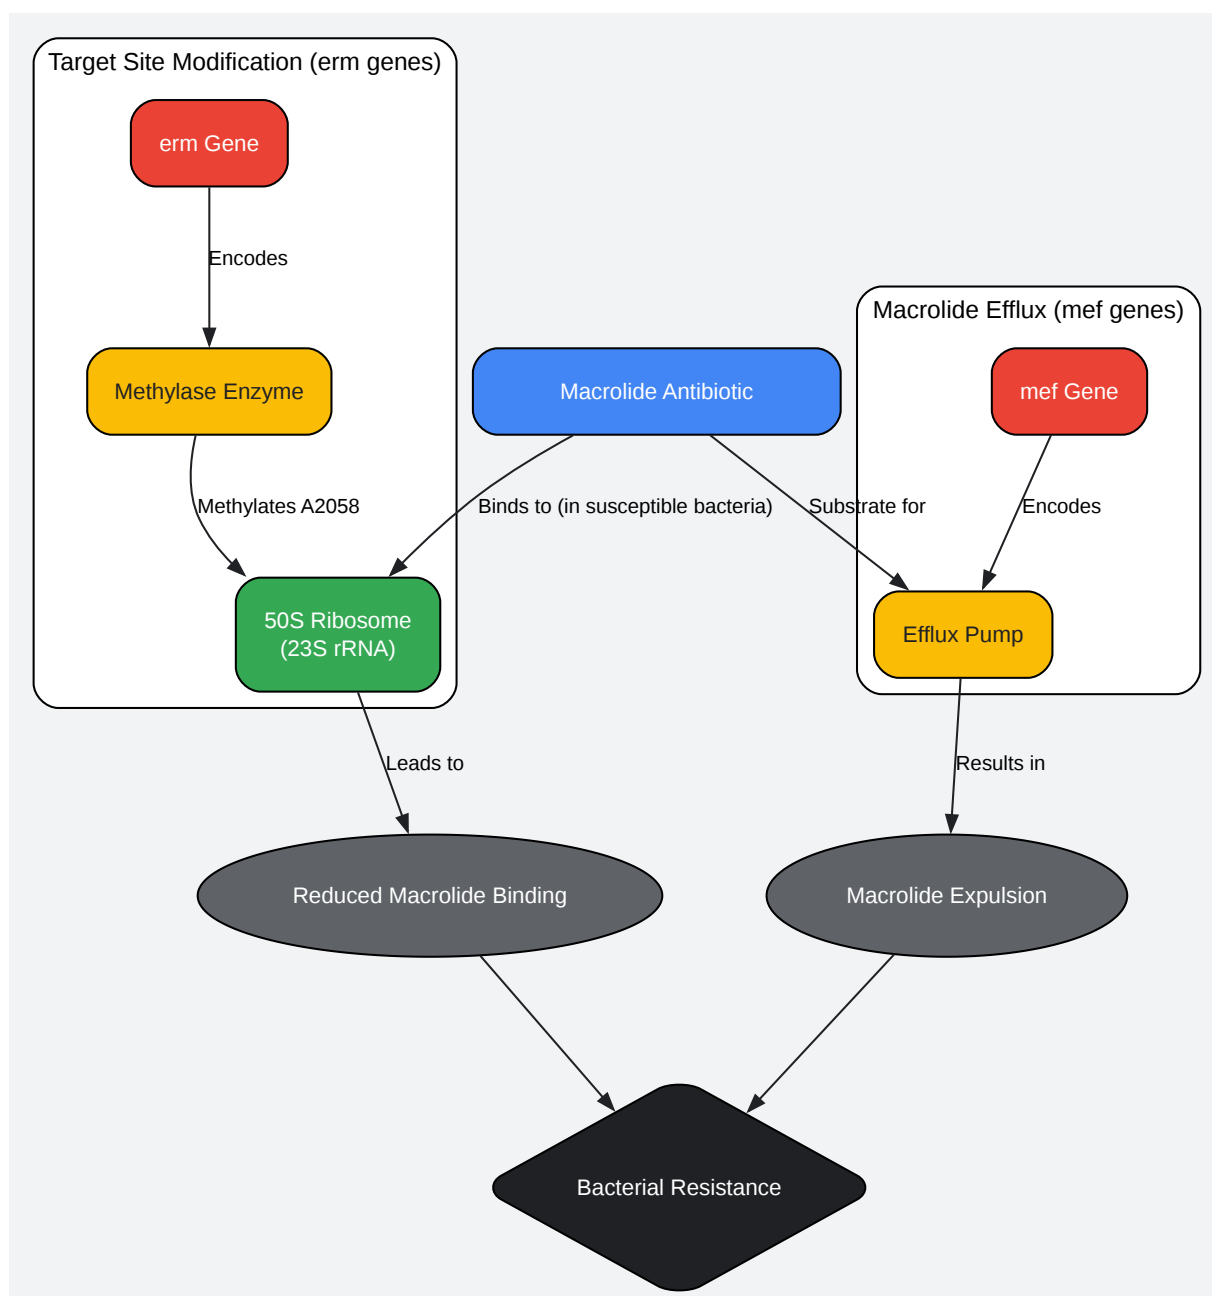 Target Site Modification (erm genes)
erm Gene
Encodes
Macrolide Efflux (mef genes)
Methylase Enzyme
Macrolide Antibiotic
mef Gene
Methylates A2058
Binds to (in susceptible bacteria)
Substrate for
Encodes
50S Ribosome
(23S rRNA)
Efflux Pump
Leads to
Results in
Reduced Macrolide Binding
Macrolide Expulsion
Bacterial Resistance